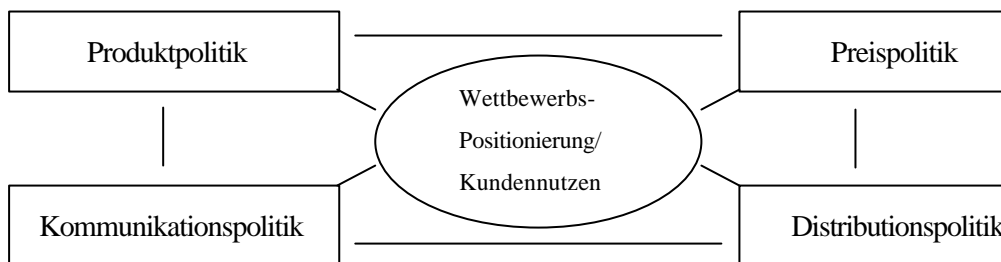 Produktpolitik
Preispolitik
Wettbewerbs-
Positionierung/
Kundennutzen
Kommunikationspolitik
Distributionspolitik